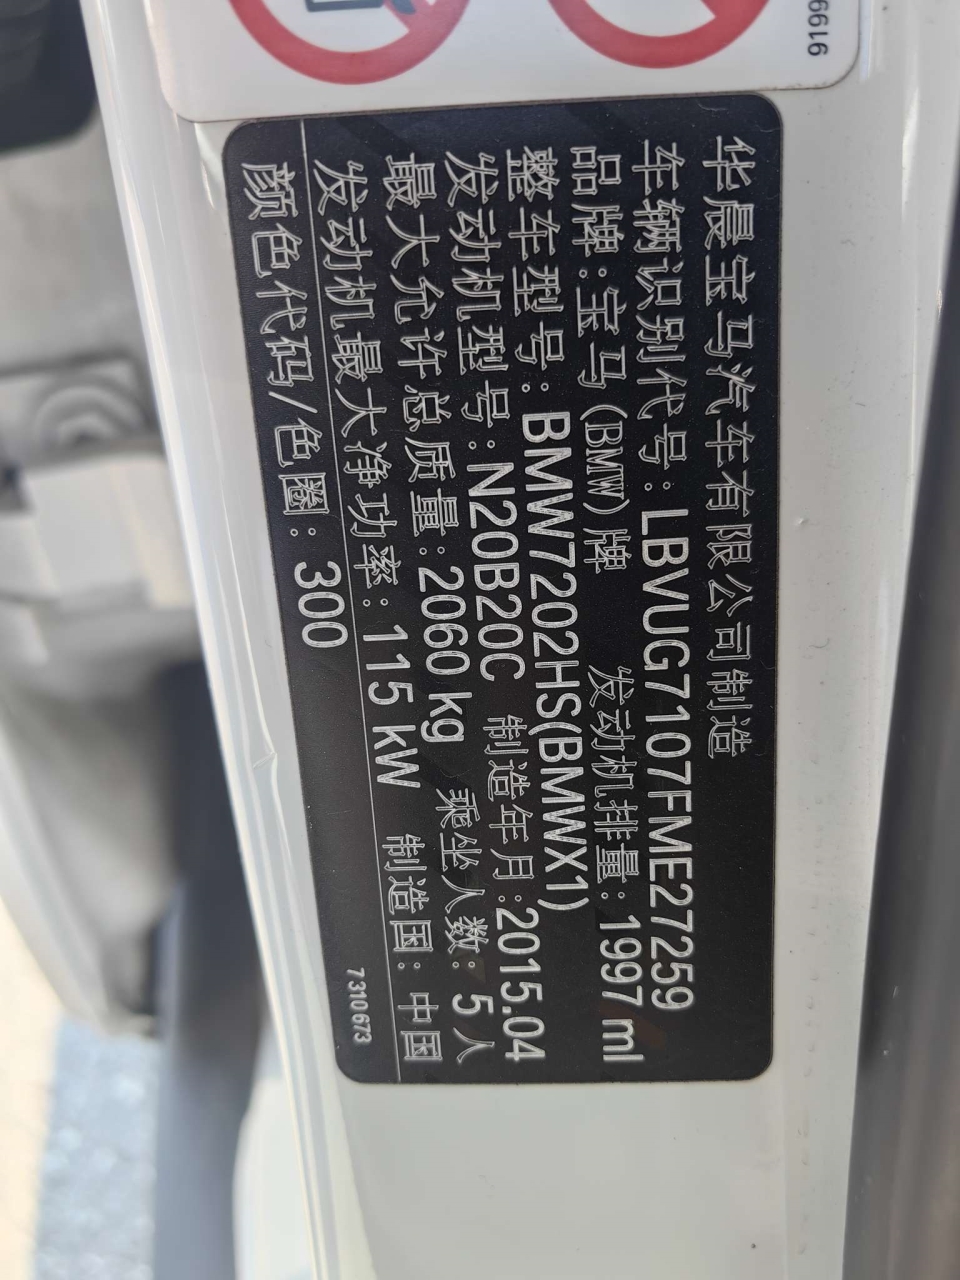 华晨宝马汽车有限公司制造
车辆识别代号:LBVUG7107FME27259
品牌:宝马(BMW)牌 发动机排量:1997 ml
整车型号:BMW7202HS(BMWX1)
发动机型号:N20B20C 制造年月:2015.04
最大允许总质量:2060 kg 乘坐人数:5人
发动机最大净功率:115 kW 制造国:中国
颜色代码/色圈:300
7310673